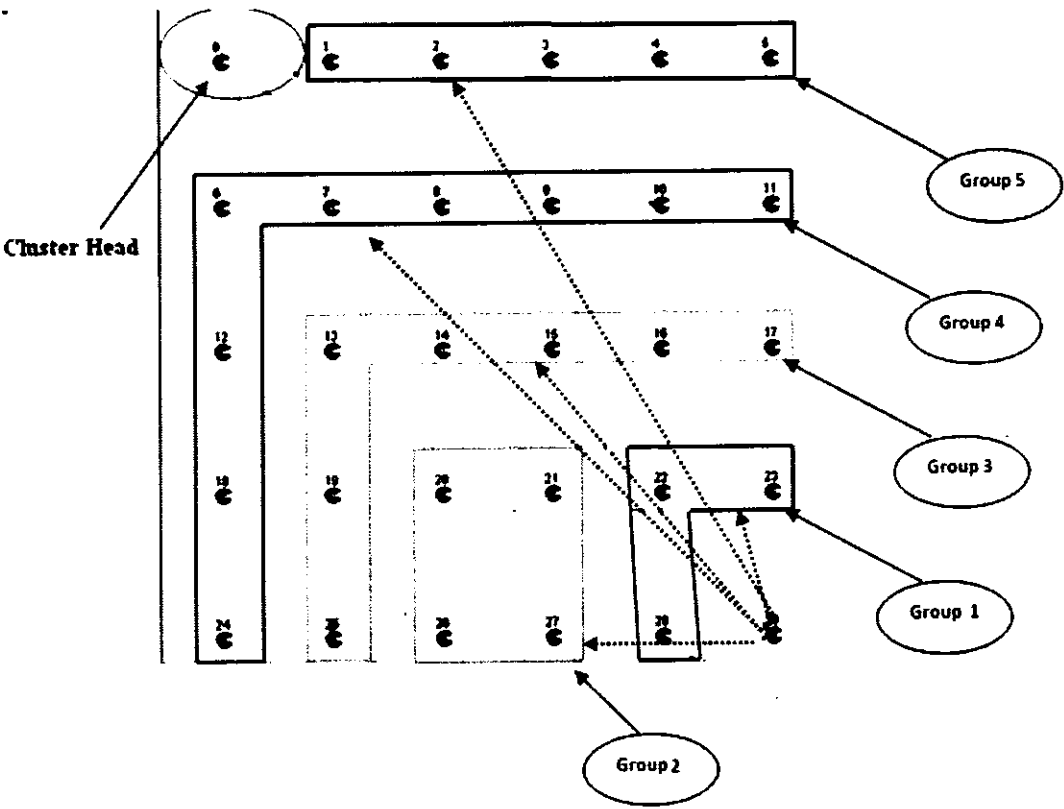 0 1 2 3 4 5
Group 5
6 7 8 9 10 11
Cluster Head
Group 4
12 13 14 15 16 17
Group 3
18 19 20 21 22 23
Group 1
24 26 27 28
Group 2